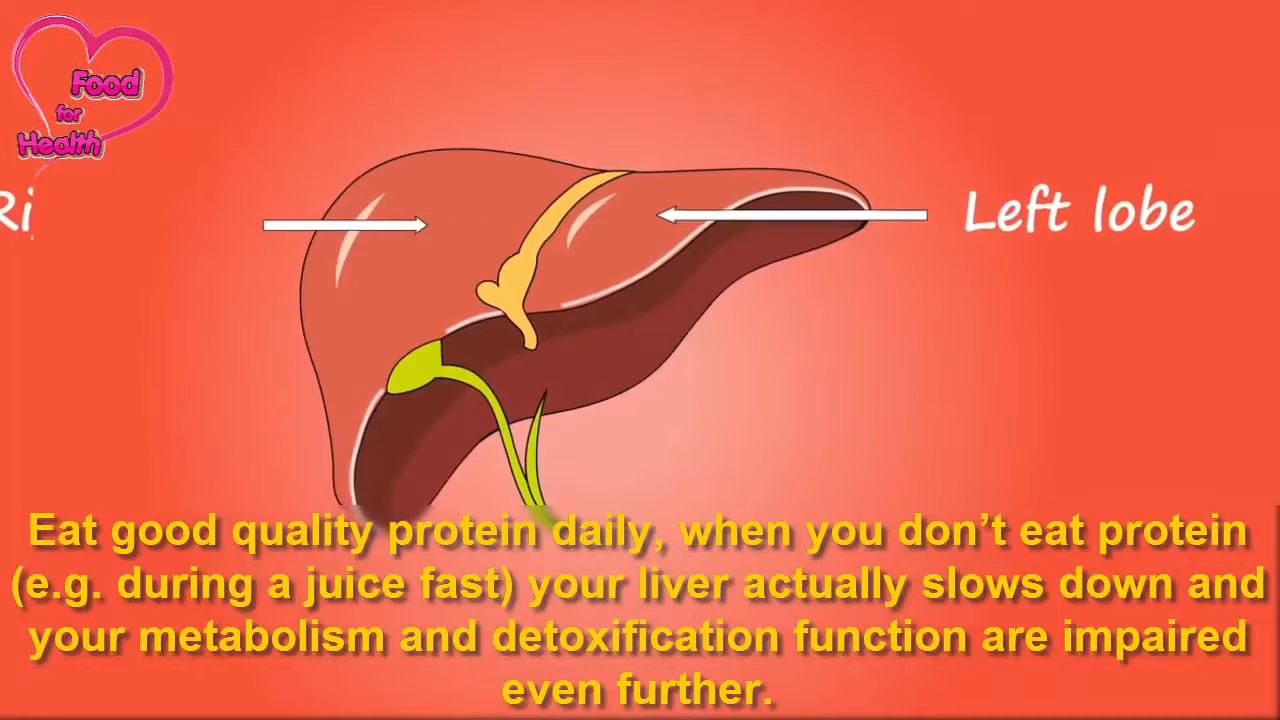 Food
for
Health
Ri
Left lobe
Eat good quality protein daily, when you don’t eat protein
(e.g. during a juice fast) your liver actually slows down and
your metabolism and detoxification function are impaired
even further.